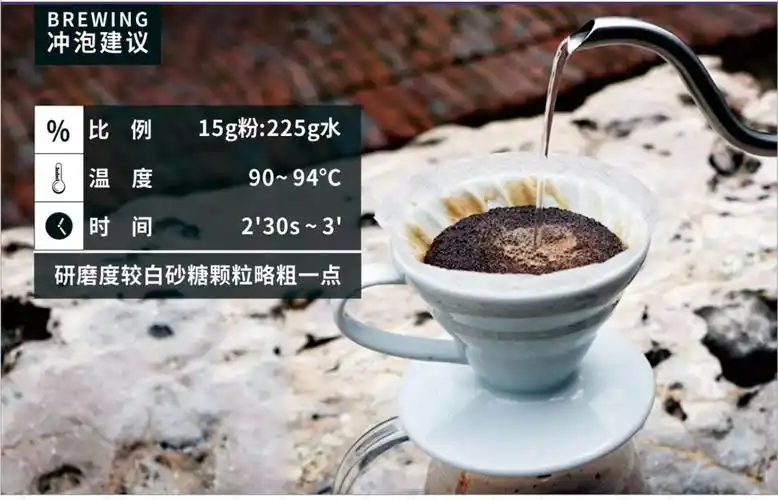 BREWING
冲泡建议
% 比 例 15g粉:225g水
温 度 90~94°C
时 间 2'30s~3'
研磨度较白砂糖颗粒略粗一点